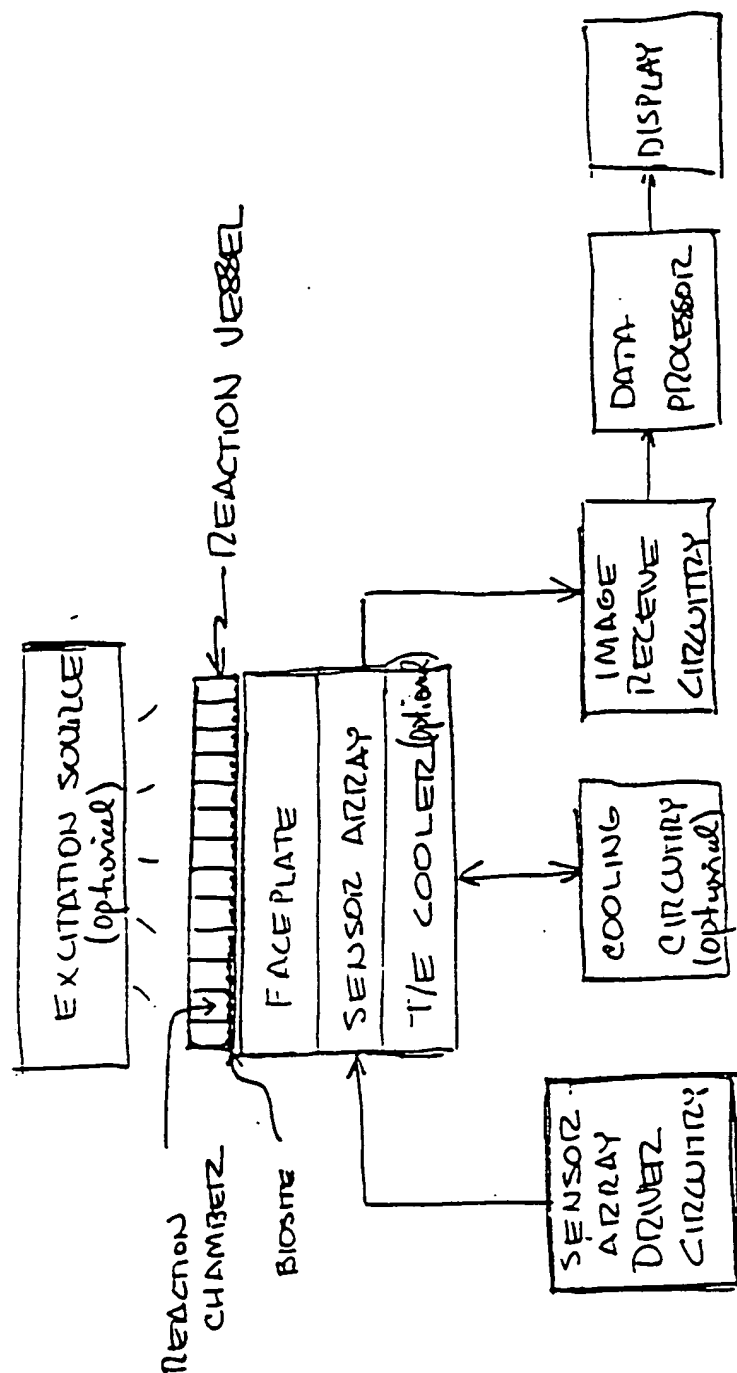 EXCITATION SOURCE
(optional)
REACTION VESSEL
REACTION
CHAMBER
BIOSITE
FACEPLATE
SENSOR ARRAY
T/E COOLER (optional)
SENSOR
ARRAY
DRIVER
CIRCUITRY
COOLING
CIRCUITRY
(optional)
IMAGE
RECEIVE
CIRCUITRY
DATA
PROCESSOR
DISPLAY